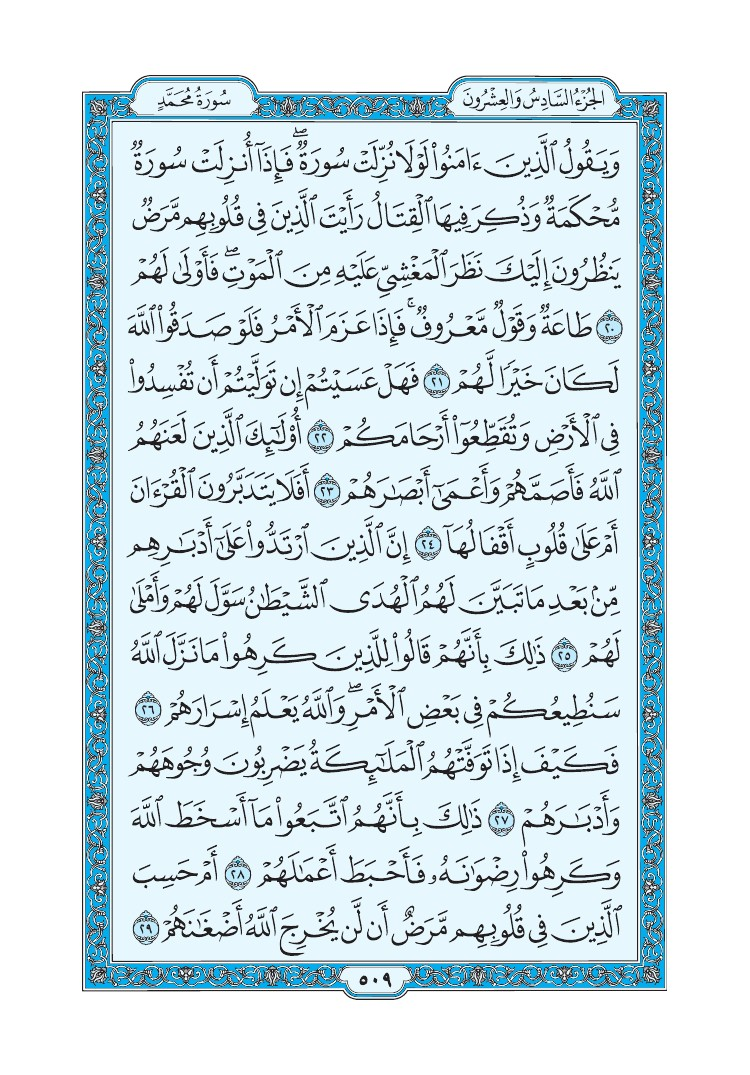 الجُزْءُ السَّادِسُ وَالعِشْرُونَ
سُورَةُ مُحَمَّدٍ
وَيَقُولُ ٱلَّذِينَ ءَامَنُواْ لَوۡلَا نُزِّلَتۡ سُورَةٞۖ فَإِذَآ أُنزِلَتۡ سُورَةٞ
مُّحۡكَمَةٞ وَذُكِرَ فِيهَا ٱلۡقِتَالُ رَأَيۡتَ ٱلَّذِينَ فِي قُلُوبِهِم مَّرَضٞ
يَنظُرُونَ إِلَيۡكَ نَظَرَ ٱلۡمَغۡشِيِّ عَلَيۡهِ مِنَ ٱلۡمَوۡتِۖ فَأَوۡلَىٰ لَهُمۡ
٢٠ طَاعَةٞ وَقَوۡلٞ مَّعۡرُوفٞۚ فَإِذَا عَزَمَ ٱلۡأَمۡرُ فَلَوۡ صَدَقُواْ ٱللَّهَ
لَكَانَ خَيۡرٗا لَّهُمۡ ٢١ فَهَلۡ عَسَيۡتُمۡ إِن تَوَلَّيۡتُمۡ أَن تُفۡسِدُواْ
فِي ٱلۡأَرۡضِ وَتُقَطِّعُوٓاْ أَرۡحَامَكُمۡ ٢٢ أُوْلَٰٓئِكَ ٱلَّذِينَ لَعَنَهُمُ
ٱللَّهُ فَأَصَمَّهُمۡ وَأَعۡمَىٰٓ أَبۡصَٰرَهُمۡ ٢٣ أَفَلَا يَتَدَبَّرُونَ ٱلۡقُرۡءَانَ
أَمۡ عَلَىٰ قُلُوبٍ أَقۡفَالُهَآ ٢٤ إِنَّ ٱلَّذِينَ ٱرۡتَدُّواْ عَلَىٰٓ أَدۡبَٰرِهِم
مِّنۢ بَعۡدِ مَا تَبَيَّنَ لَهُمُ ٱلۡهُدَى ٱلشَّيۡطَٰنُ سَوَّلَ لَهُمۡ وَأَمۡلَىٰ
لَهُمۡ ٢٥ ذَٰلِكَ بِأَنَّهُمۡ قَالُواْ لِلَّذِينَ كَرِهُواْ مَا نَزَّلَ ٱللَّهُ
سَنُطِيعُكُمۡ فِي بَعۡضِ ٱلۡأَمۡرِۖ وَٱللَّهُ يَعۡلَمُ إِسۡرَارَهُمۡ ٢٦
فَكَيۡفَ إِذَا تَوَفَّتۡهُمُ ٱلۡمَلَٰٓئِكَةُ يَضۡرِبُونَ وُجُوهَهُمۡ
وَأَدۡبَٰرَهُمۡ ٢٧ ذَٰلِكَ بِأَنَّهُمُ ٱتَّبَعُواْ مَآ أَسۡخَطَ ٱللَّهَ
وَكَرِهُواْ رِضۡوَٰنَهُۥ فَأَحۡبَطَ أَعۡمَٰلَهُمۡ ٢٨ أَمۡ حَسِبَ
ٱلَّذِينَ فِي قُلُوبِهِم مَّرَضٌ أَن لَّن يُخۡرِجَ ٱللَّهُ أَضۡغَٰنَهُمۡ ٢٩
٥٠٩